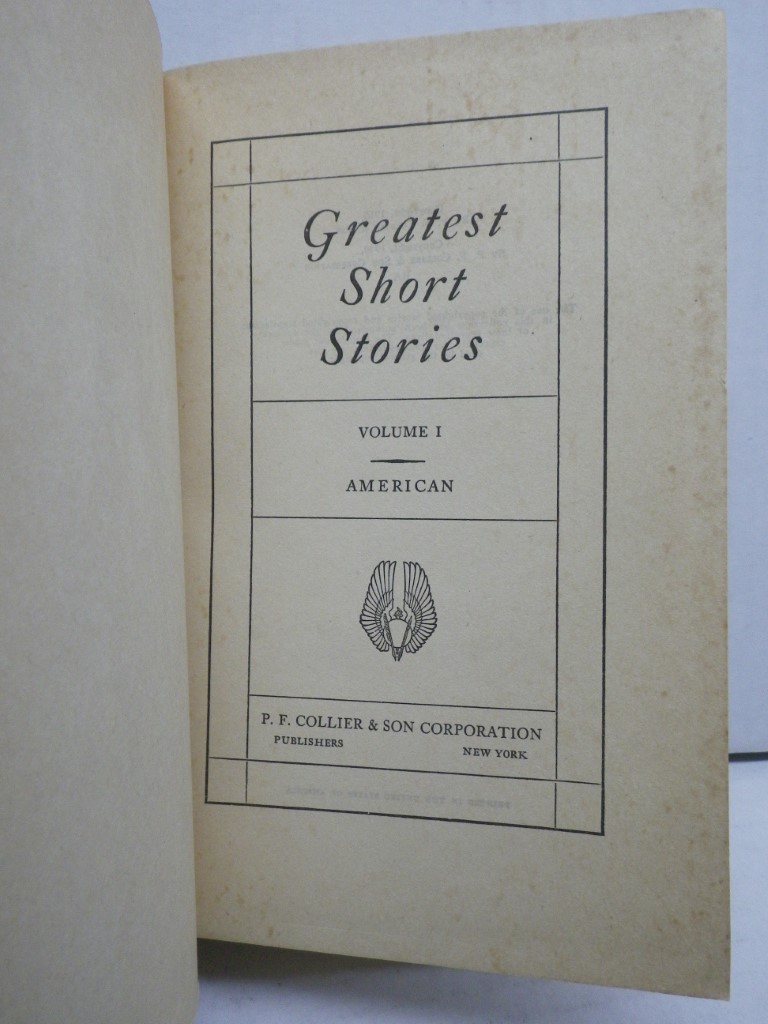 Greatest
Short
Stories
VOLUME I
AMERICAN
P. F. COLLIER & SON CORPORATION
PUBLISHERS NEW YORK